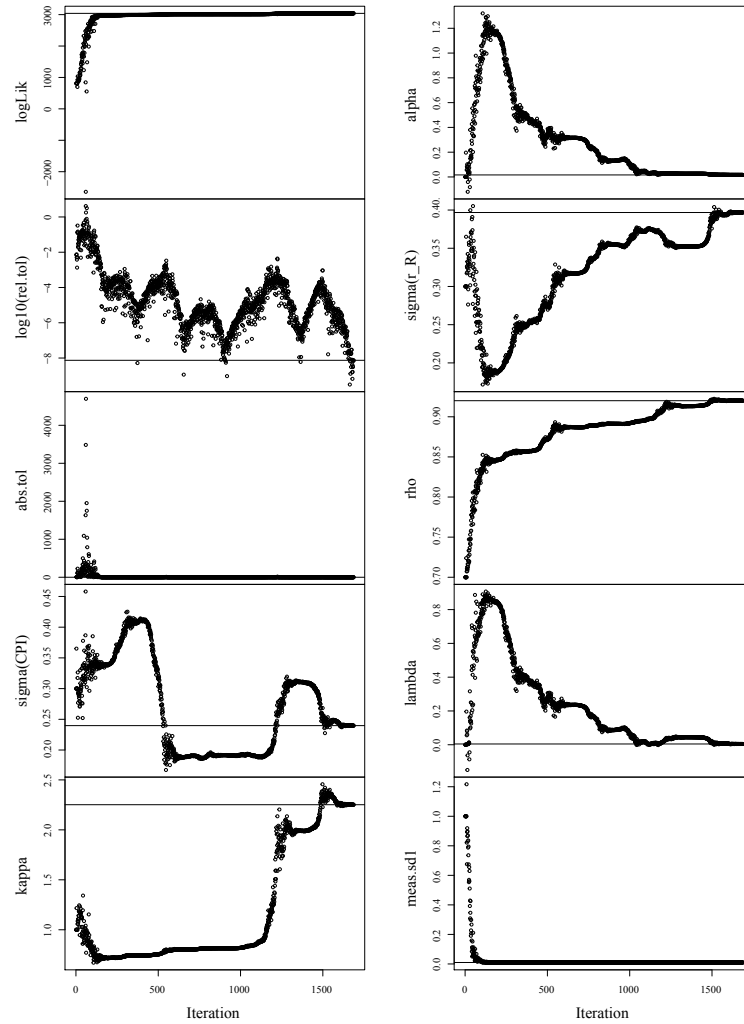 logLik
-2000 0 1000 3000
log10(rel.tol)
-8 -6 -4 -2 0
abs.tol
0 1000 2000 3000 4000
sigma(CPI)
0.20 0.25 0.30 0.35 0.40 0.45
kappa
1.0 1.5 2.0 2.5
0 500 1000 1500
Iteration
alpha
0.0 0.2 0.4 0.6 0.8 1.0 1.2
sigma(r_R)
0.20 0.25 0.30 0.35 0.40
rho
0.70 0.75 0.80 0.85 0.90
lambda
0.0 0.2 0.4 0.6 0.8
meas.sd1
0.0 0.2 0.4 0.6 0.8 1.0 1.2
0 500 1000 1500
Iteration